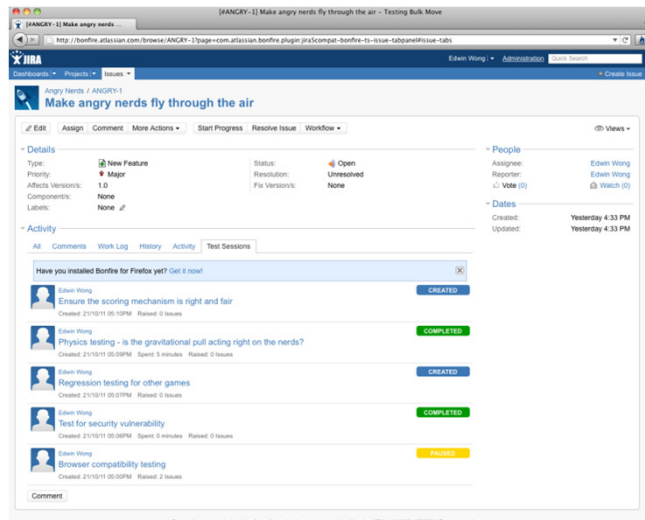 [#ANGRY-1] Make angry nerds fly through the air - Testing Bulk Move
[#ANGRY-1] Make angry nerds ...
http://bonfire.atlassian.com/browse/ANGRY-1?page=com.atlassian.bonfire.plugin.jira5compat-bonfire-ts-issue-tabpanel#issue-tabs
JIRA
Edwin Wong
Administration
Quick Search
Dashboards Projects Issues
+ Create Issue
Angry Nerds / ANGRY-1
Make angry nerds fly through the air
Edit Assign Comment More Actions Start Progress Resolve Issue Workflow Views
Details
Type: New Feature
Priority: Major
Affects Version/s: 1.0
Component/s: None
Labels: None
Status: Open
Resolution: Unresolved
Fix Version/s: None
People
Assignee: Edwin Wong
Reporter: Edwin Wong
Vote (0) Watch (0)
Dates
Created: Yesterday 4:33 PM
Updated: Yesterday 4:33 PM
Activity
All Comments Work Log History Activity Test Sessions
Have you installed Bonfire for Firefox yet? Get it now!
Edwin Wong CREATED
Ensure the scoring mechanism is right and fair
Created: 21/10/11 05:10PM Raised: 0 Issues
Edwin Wong COMPLETED
Physics testing - is the gravitational pull acting right on the nerds?
Created: 21/10/11 05:09PM Spent: 5 minutes Raised: 0 Issues
Edwin Wong CREATED
Regression testing for other games
Created: 21/10/11 05:07PM Raised: 0 Issues
Edwin Wong COMPLETED
Test for security vulnerability
Created: 21/10/11 05:06PM Spent: 0 minutes Raised: 0 Issues
Edwin Wong PAUSED
Browser compatibility testing
Created: 21/10/11 05:00PM Raised: 2 Issues
Comment